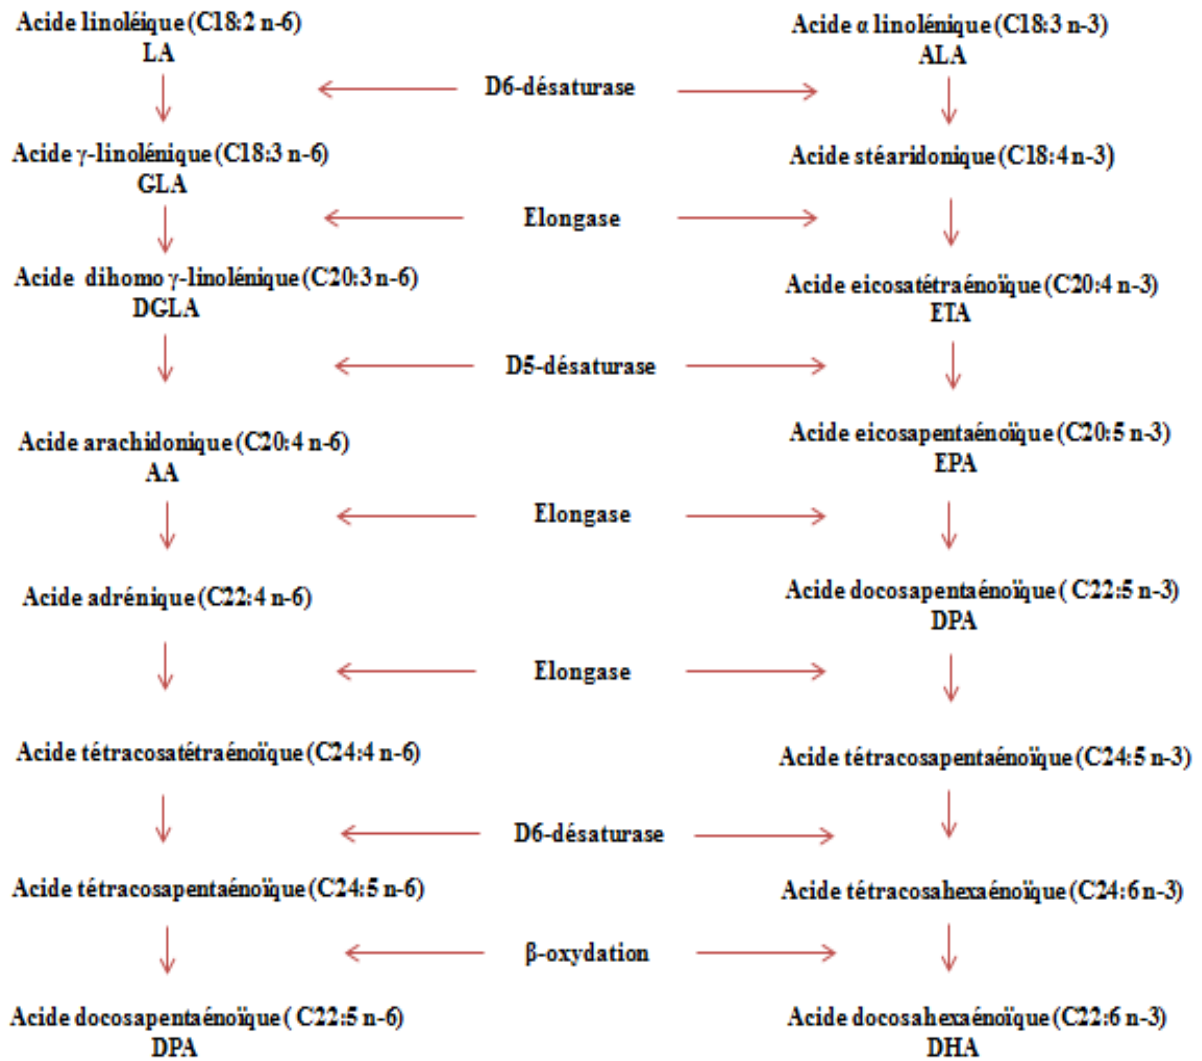 Acide linoléique (C18:2 n-6)
LA
Acide α linolénique (C18:3 n-3)
ALA
D6-désaturase
Acide γ-linolénique (C18:3 n-6)
GLA
Acide stéaridonique (C18:4 n-3)
Elongase
Acide dihomo γ-linolénique (C20:3 n-6)
DGLA
Acide eicosatétraénoïque (C20:4 n-3)
ETA
D5-désaturase
Acide arachidonique (C20:4 n-6)
AA
Acide eicosapentaénoïque (C20:5 n-3)
EPA
Elongase
Acide adrénique (C22:4 n-6)
Acide docosapentaénoïque ( C22:5 n-3)
DPA
Elongase
Acide tétracosatétraénoïque (C24:4 n-6)
Acide tétracosapentaénoïque (C24:5 n-3)
D6-désaturase
Acide tétracosapentaénoïque (C24:5 n-6)
Acide tétracosahexaénoïque (C24:6 n-3)
β-oxydation
Acide docosapentaénoïque ( C22:5 n-6)
DPA
Acide docosahexaénoïque (C22:6 n-3)
DHA